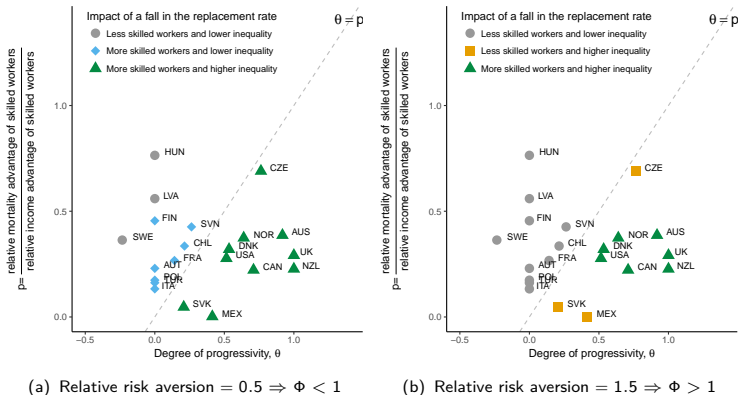 Impact of a fall in the replacement rate
Less skilled workers and lower inequality
More skilled workers and lower inequality
More skilled workers and higher inequality
θ = p
p= relative mortality advantage of skilled workers
relative income advantage of skilled workers
1.0
0.5
0.0
HUN
CZE
LVA
FIN
SVN
SWE
CHL
NOR
AUS
DNK
FRA
USA
UK
AUT
CAN
NZL
POL
TUR
ITA
SVK
MEX
−0.5 0.0 0.5 1.0
Degree of progressivity, θ
(a) Relative risk aversion = 0.5 ⇒ Φ < 1
Impact of a fall in the replacement rate
Less skilled workers and lower inequality
Less skilled workers and higher inequality
More skilled workers and higher inequality
θ = p
p= relative mortality advantage of skilled workers
relative income advantage of skilled workers
1.0
0.5
0.0
HUN
CZE
LVA
FIN
SVN
SWE
CHL
NOR
AUS
DNK
FRA
USA
UK
AUT
CAN
NZL
POL
TUR
ITA
SVK
MEX
−0.5 0.0 0.5 1.0
Degree of progressivity, θ
(b) Relative risk aversion = 1.5 ⇒ Φ > 1